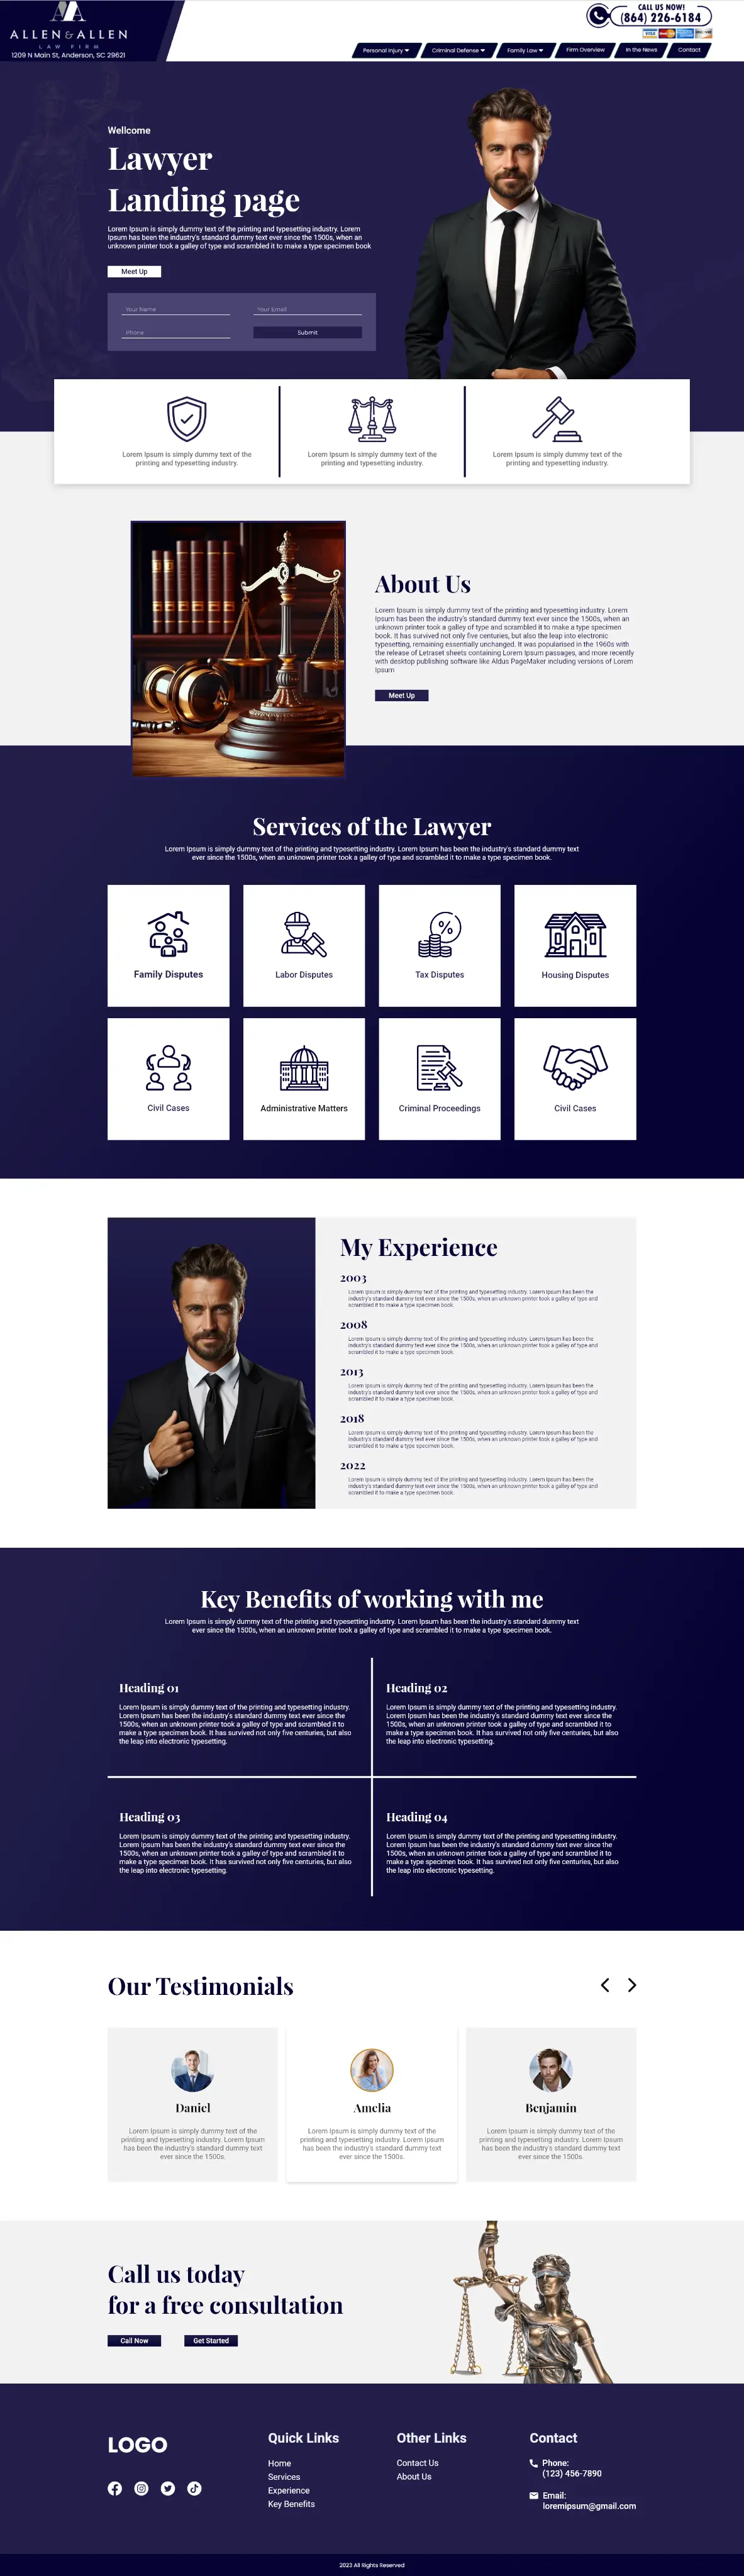 ALLEN & ALLEN
LAW FIRM
1209 N Main St, Anderson, SC 29621
CALL US NOW!
(864) 226-6184
VISA
Personal Injury
Criminal Defense
Family Law
Firm Overview
In the News
Contact
Wellcome
Lawyer
Landing page
Lorem Ipsum is simply dummy text of the printing and typesetting industry. Lorem
Ipsum has been the industry's standard dummy text ever since the 1500s, when an
unknown printer took a galley of type and scrambled it to make a type specimen book
Meet Up
Your Name
Your Email
Phone
Submit
Lorem Ipsum is simply dummy text of the
printing and typesetting industry.
Lorem Ipsum is simply dummy text of the
printing and typesetting industry.
Lorem Ipsum is simply dummy text of the
printing and typesetting industry.
About Us
Lorem Ipsum is simply dummy text of the printing and typesetting industry. Lorem
Ipsum has been the industry's standard dummy text ever since the 1500s, when an
unknown printer took a galley of type and scrambled it to make a type specimen
book. It has survived not only five centuries, but also the leap into electronic
typesetting, remaining essentially unchanged. It was popularised in the 1960s with
the release of Letraset sheets containing Lorem Ipsum passages, and more recently
with desktop publishing software like Aldus PageMaker including versions of Lorem
Ipsum
Meet Up
Services of the Lawyer
Lorem Ipsum is simply dummy text of the printing and typesetting industry. Lorem Ipsum has been the industry's standard dummy text
ever since the 1500s, when an unknown printer took a galley of type and scrambled it to make a type specimen book.
Family Disputes
Labor Disputes
Tax Disputes
Housing Disputes
Civil Cases
Administrative Matters
Criminal Proceedings
Civil Cases
My Experience
2003
Lorem Ipsum is simply dummy text of the printing and typesetting industry. Lorem Ipsum has been the
industry's standard dummy text ever since the 1500s, when an unknown printer took a galley of type and
scrambled it to make a type specimen book.
2008
Lorem Ipsum is simply dummy text of the printing and typesetting industry. Lorem Ipsum has been the
industry's standard dummy text ever since the 1500s, when an unknown printer took a galley of type and
scrambled it to make a type specimen book.
2013
Lorem Ipsum is simply dummy text of the printing and typesetting industry. Lorem Ipsum has been the
industry's standard dummy text ever since the 1500s, when an unknown printer took a galley of type and
scrambled it to make a type specimen book.
2018
Lorem Ipsum is simply dummy text of the printing and typesetting industry. Lorem Ipsum has been the
industry's standard dummy text ever since the 1500s, when an unknown printer took a galley of type and
scrambled it to make a type specimen book.
2022
Lorem Ipsum is simply dummy text of the printing and typesetting industry. Lorem Ipsum has been the
industry's standard dummy text ever since the 1500s, when an unknown printer took a galley of type and
scrambled it to make a type specimen book.
Key Benefits of working with me
Lorem Ipsum is simply dummy text of the printing and typesetting industry. Lorem Ipsum has been the industry's standard dummy text
ever since the 1500s, when an unknown printer took a galley of type and scrambled it to make a type specimen book.
Heading 01
Lorem Ipsum is simply dummy text of the printing and typesetting industry.
Lorem Ipsum has been the industry's standard dummy text ever since the
1500s, when an unknown printer took a galley of type and scrambled it to
make a type specimen book. It has survived not only five centuries, but also
the leap into electronic typesetting.
Heading 02
Lorem Ipsum is simply dummy text of the printing and typesetting industry.
Lorem Ipsum has been the industry's standard dummy text ever since the
1500s, when an unknown printer took a galley of type and scrambled it to
make a type specimen book. It has survived not only five centuries, but also
the leap into electronic typesetting.
Heading 03
Lorem Ipsum is simply dummy text of the printing and typesetting industry.
Lorem Ipsum has been the industry's standard dummy text ever since the
1500s, when an unknown printer took a galley of type and scrambled it to
make a type specimen book. It has survived not only five centuries, but also
the leap into electronic typesetting.
Heading 04
Lorem Ipsum is simply dummy text of the printing and typesetting industry.
Lorem Ipsum has been the industry's standard dummy text ever since the
1500s, when an unknown printer took a galley of type and scrambled it to
make a type specimen book. It has survived not only five centuries, but also
the leap into electronic typesetting.
Our Testimonials
Daniel
Lorem Ipsum is simply dummy text of the
printing and typesetting industry. Lorem Ipsum
has been the industry's standard dummy text
ever since the 1500s.
Amelia
Lorem Ipsum is simply dummy text of the
printing and typesetting industry. Lorem Ipsum
has been the industry's standard dummy text
ever since the 1500s.
Benjamin
Lorem Ipsum is simply dummy text of the
printing and typesetting industry. Lorem Ipsum
has been the industry's standard dummy text
ever since the 1500s.
Call us today
for a free consultation
Call Now
Get Started
LOGO
Quick Links
Home
Services
Experience
Key Benefits
Other Links
Contact Us
About Us
Contact
Phone:
(123) 456-7890
Email:
loremipsum@gmail.com
2023 All Rights Reserved